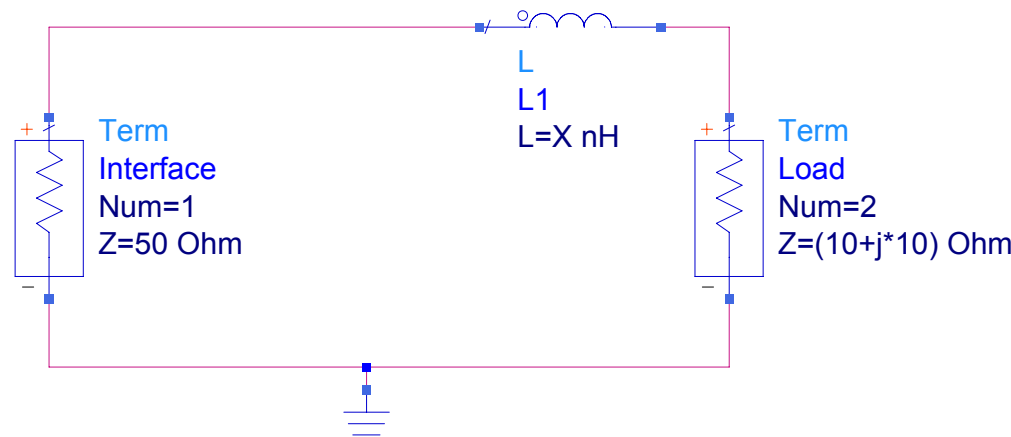 L
L1
L=X nH
+
Term
Interface
Num=1
Z=50 Ohm
−
+
Term
Load
Num=2
Z=(10+j*10) Ohm
−